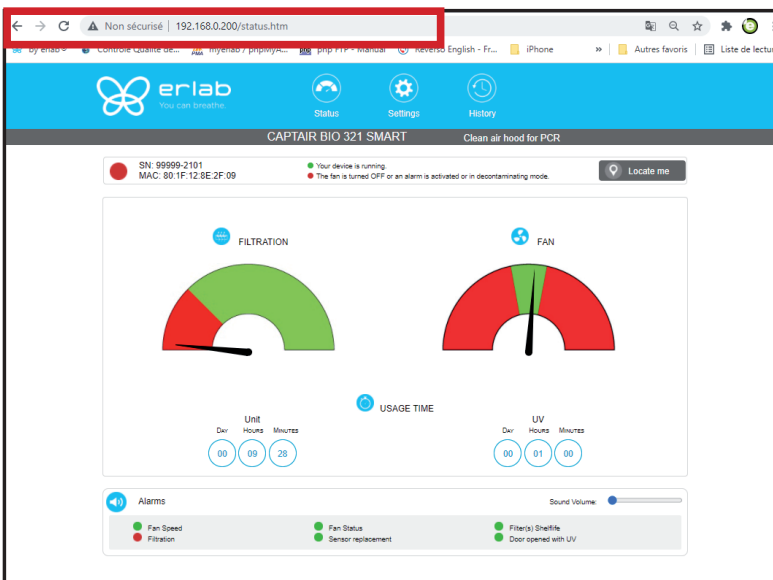 Non sécurisé | 192.168.0.200/status.htm
by erlab Contrôle Qualité de... myerlab / phpMyA... php FTP - Manual Reverso English - Fr... iPhone » Autres favoris Liste de lectu
erlab
You can breathe.
Status Settings History
CAPTAIR BIO 321 SMART Clean air hood for PCR
SN: 99999-2101
MAC: 80:1F:12:8E:2F:09
Your device is running.
The fan is turned OFF or an alarm is activated or in decontaminating mode.
Locate me
FILTRATION FAN
USAGE TIME
Unit UV
Day Hours Minutes Day Hours Minutes
00 09 28 00 01 00
Alarms Sound Volume:
Fan Speed Fan Status Filter(s) Shelflife
Filtration Sensor replacement Door opened with UV